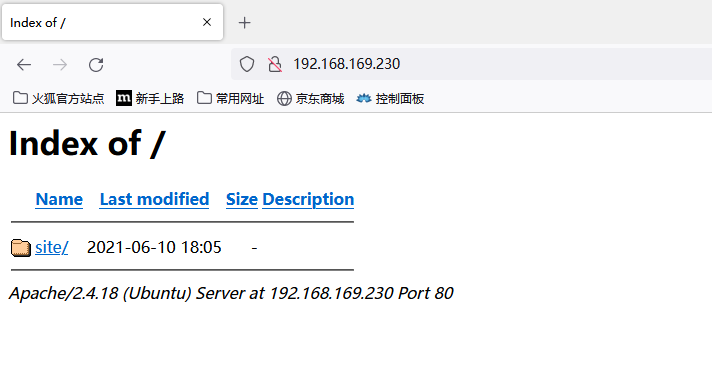 Index of /
192.168.169.230
火狐官方站点 新手上路 常用网址 京东商城 控制面板
Index of /
Name Last modified Size Description
site/ 2021-06-10 18:05 -
Apache/2.4.18 (Ubuntu) Server at 192.168.169.230 Port 80